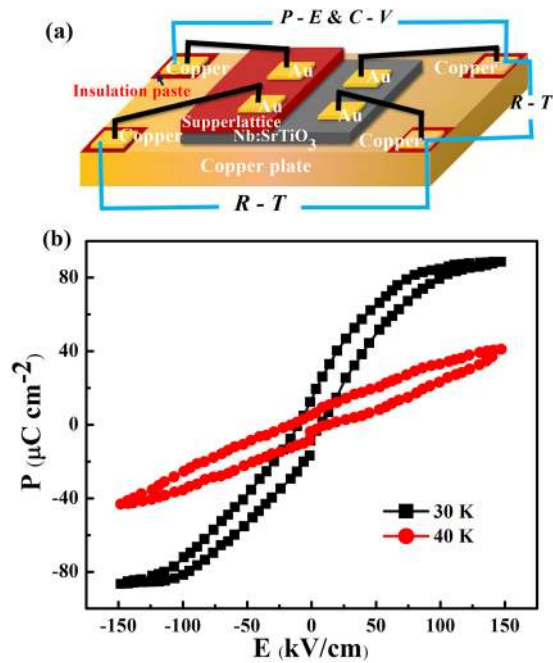 (a)
P - E & C - V
Copper
Au
Au
Copper
Insulation paste
Au
Au
R - T
Copper
Supperlattice
Nb:SrTiO3
Copper
Copper plate
R - T
(b)
80
40
0
-40
-80
P (μC cm-2)
30 K
40 K
-150 -100 -50 0 50 100 150
E (kV/cm)